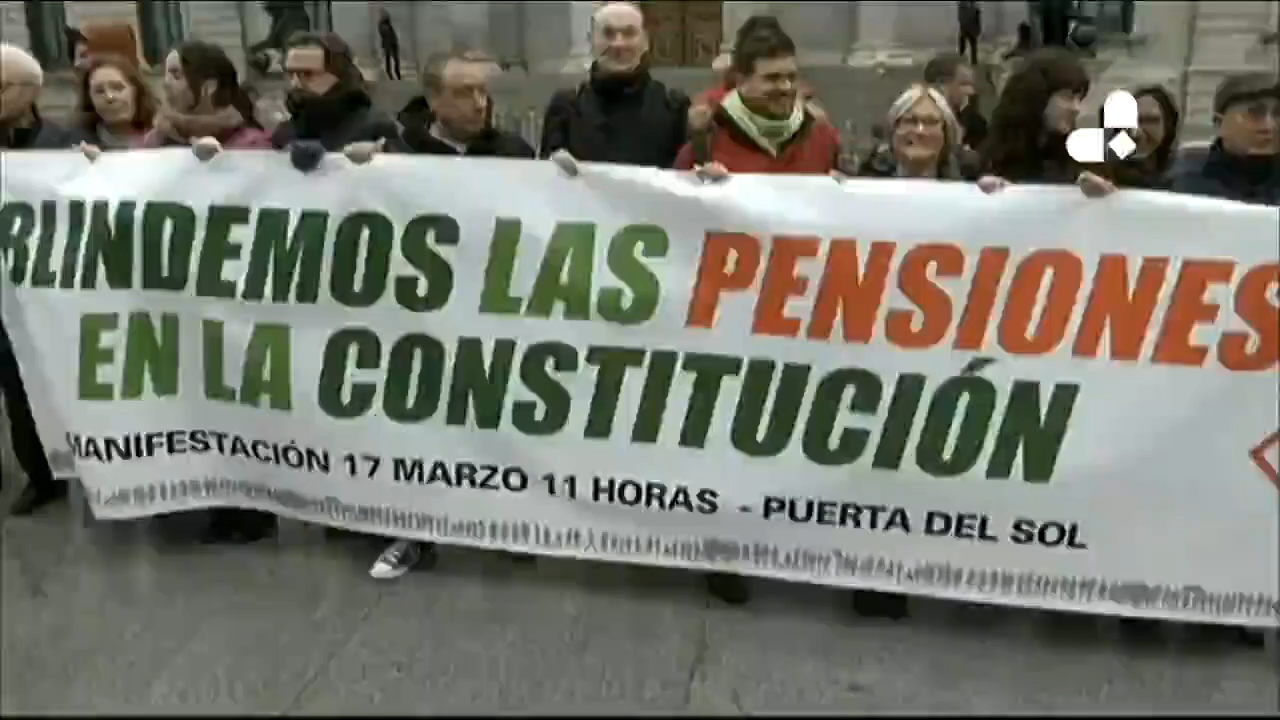 BLINDEMOS LAS PENSIONES
EN LA CONSTITUCIÓN
MANIFESTACIÓN 17 MARZO 11 HORAS - PUERTA DEL SOL